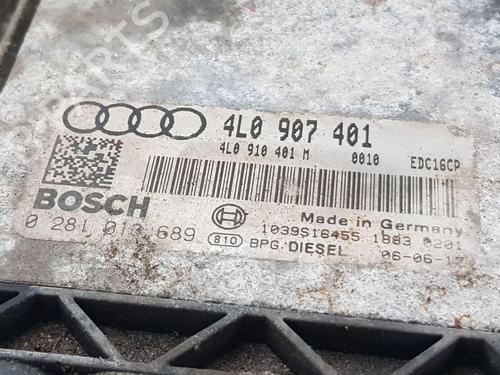 4L0 907 401
4L0 910 401 M 0010 EDC16CP
BOSCH
Made in Germany
0 281 013 689
1039S16455 1883 0201
810 BPG.DIESEL 06-06-17